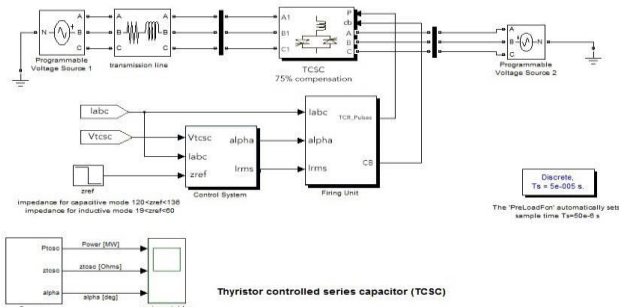 A
B
C
N
Programmable
Voltage Source 1
A
B
C
A
B
C
transmission line
A1
B1
C1
P
db
A
B
C
TCSC
75% compensation
A
B
C
N
Programmable
Voltage Source 2
Iabc
Vtcsc
zref
Vtcsc
Iabc
zref
alpha
Irms
Control System
Iabc
alpha
Irms
TCR_Pulses
CB
Firing Unit
impedance for capacitive mode 120<zref<136
impedance for inductive mode 19<zref<60
Discrete,
Ts = 5e-005 s.
The 'PreLoadFcn' automatically sets
sample time Ts=50e-6 s
Ptcsc
ztcsc
alpha
Power [MW]
ztcsc [Ohms]
alpha [deg]
Thyristor controlled series capacitor (TCSC)